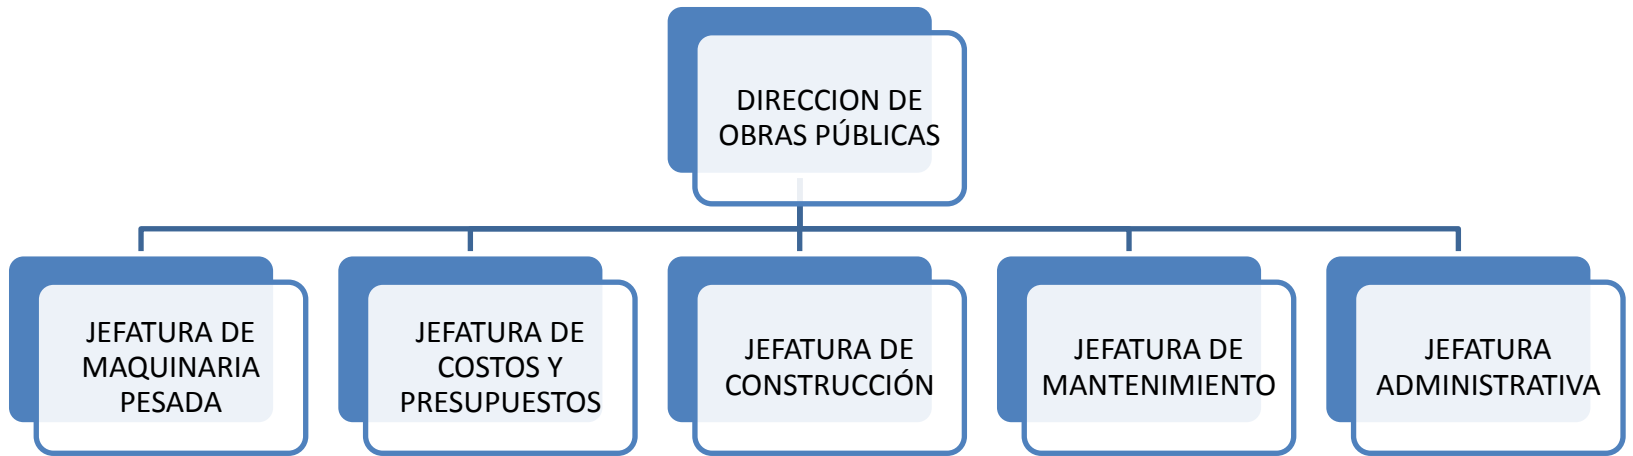 DIRECCION DE
OBRAS PÚBLICAS
JEFATURA DE
MAQUINARIA
PESADA
JEFATURA DE
COSTOS Y
PRESUPUESTOS
JEFATURA DE
CONSTRUCCIÓN
JEFATURA DE
MANTENIMIENTO
JEFATURA
ADMINISTRATIVA